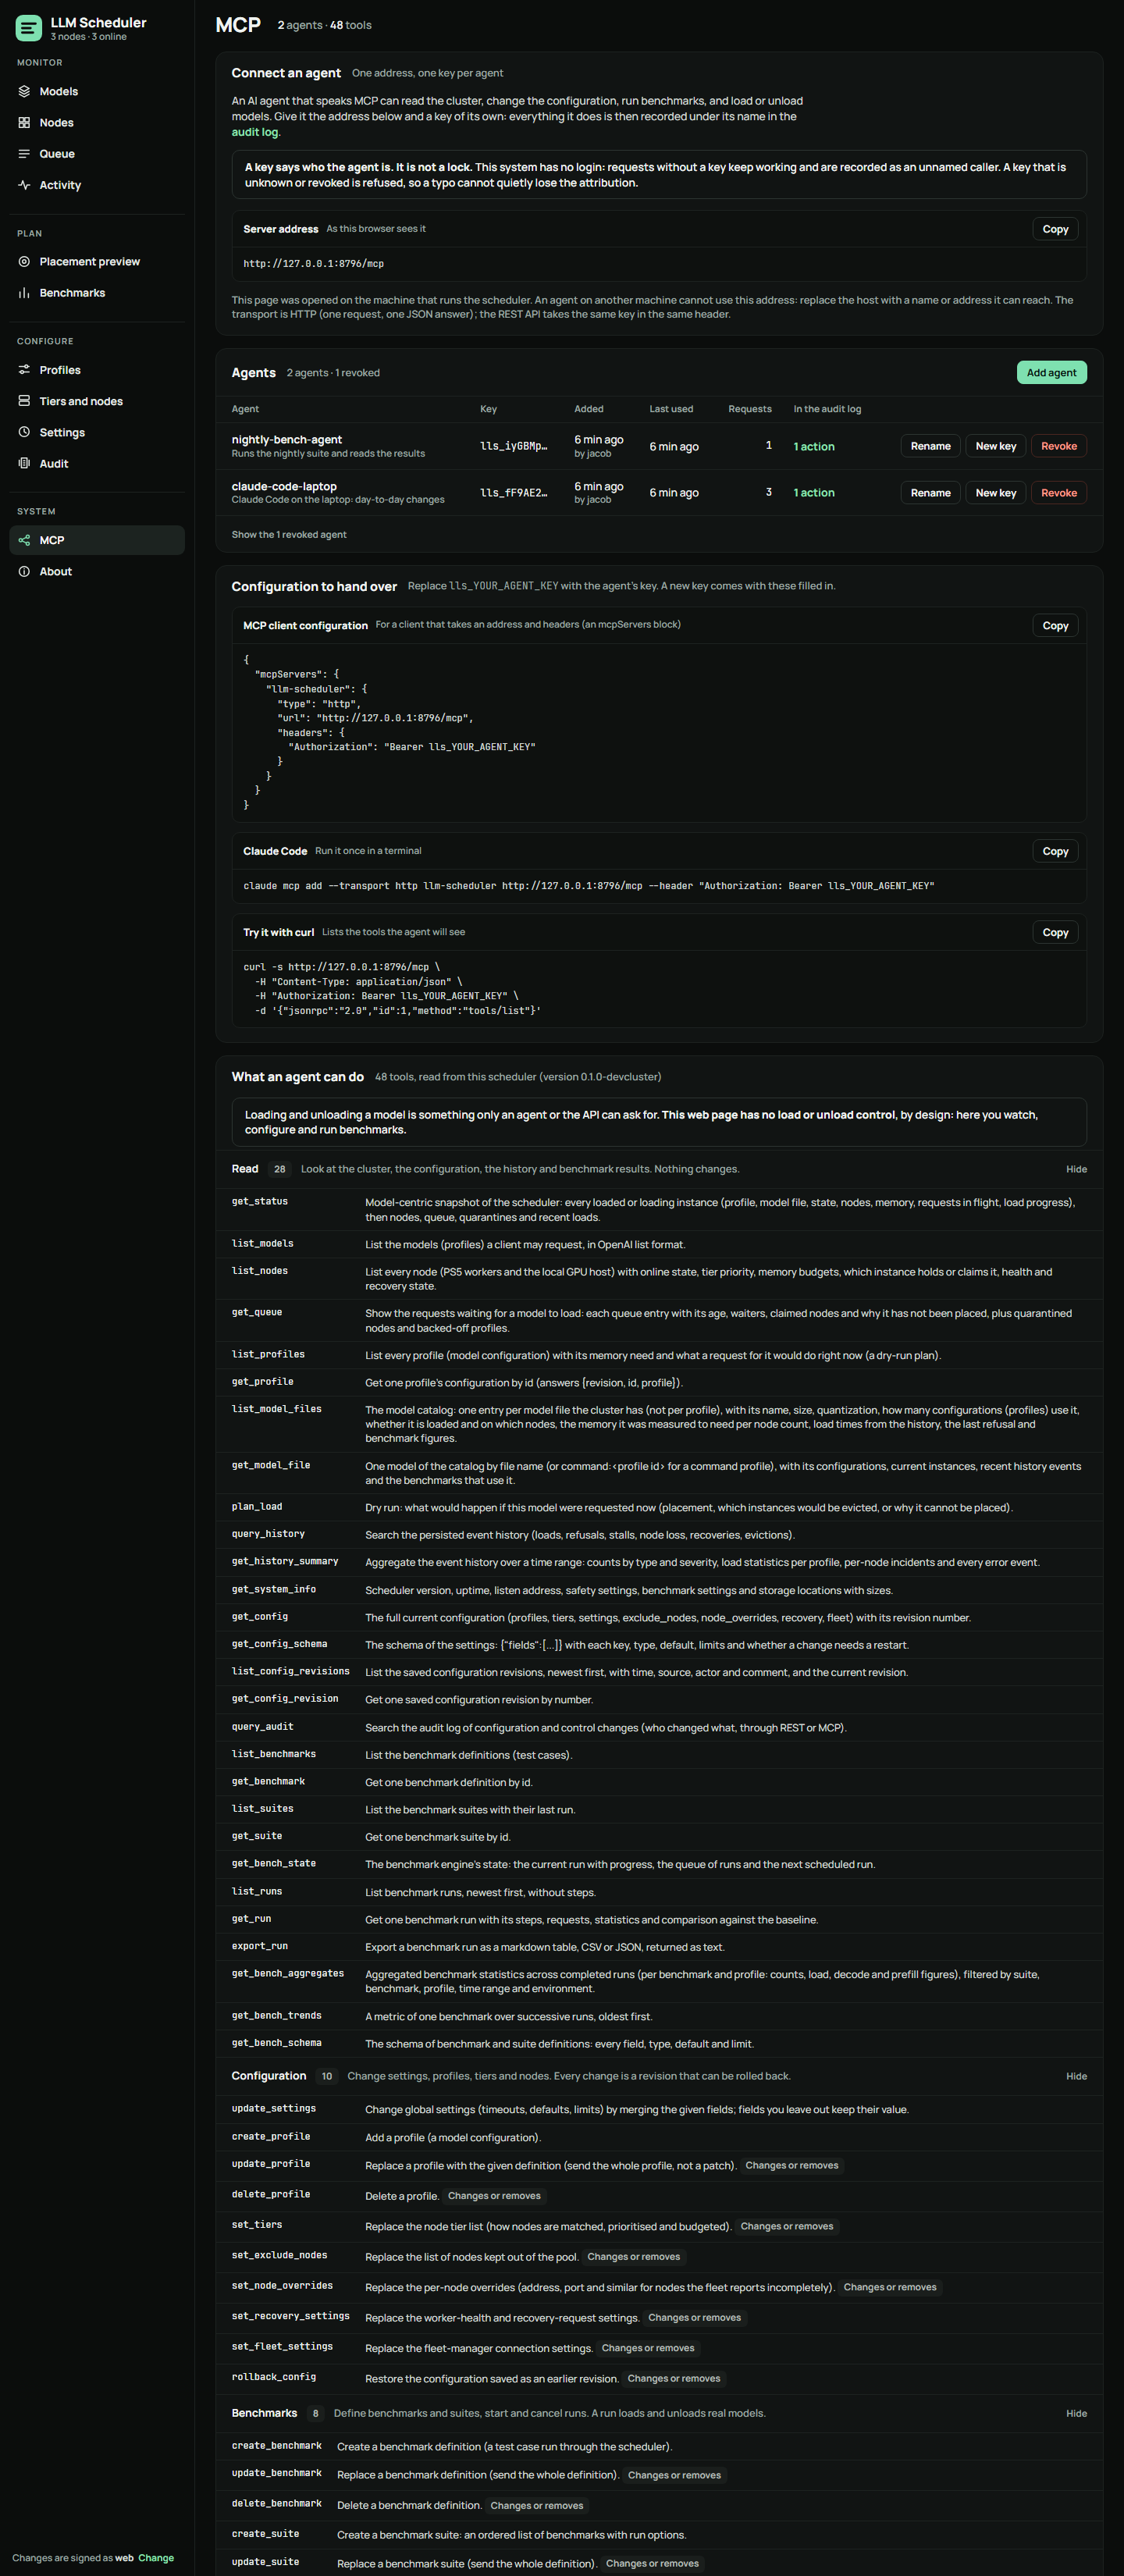 LLM Scheduler
3 nodes · 3 online
MONITOR
Models
Nodes
Queue
Activity
PLAN
Placement preview
Benchmarks
CONFIGURE
Profiles
Tiers and nodes
Settings
Audit
SYSTEM
MCP
About
Changes are signed as web Change
MCP 2 agents · 48 tools
Connect an agent One address, one key per agent
An AI agent that speaks MCP can read the cluster, change the configuration, run benchmarks, and load or unload
models. Give it the address below and a key of its own: everything it does is then recorded under its name in the
audit log.
A key says who the agent is. It is not a lock. This system has no login: requests without a key keep working and are recorded as an unnamed caller. A key that is
unknown or revoked is refused, so a typo cannot quietly lose the attribution.
Server address As this browser sees it Copy
http://127.0.0.1:8796/mcp
This page was opened on the machine that runs the scheduler. An agent on another machine cannot use this address: replace the host with a name or address it can reach. The
transport is HTTP (one request, one JSON answer); the REST API takes the same key in the same header.
Agents 2 agents · 1 revoked Add agent
Agent Key Added Last used Requests In the audit log
nightly-bench-agent lls_iyGBMp… 6 min ago 6 min ago 1 1 action Rename New key Revoke
Runs the nightly suite and reads the results by jacob
claude-code-laptop lls_fF9AE2… 6 min ago 6 min ago 3 1 action Rename New key Revoke
Claude Code on the laptop: day-to-day changes by jacob
Show the 1 revoked agent
Configuration to hand over Replace lls_YOUR_AGENT_KEY with the agent's key. A new key comes with these filled in.
MCP client configuration For a client that takes an address and headers (an mcpServers block) Copy
{
"mcpServers": {
"llm-scheduler": {
"type": "http",
"url": "http://127.0.0.1:8796/mcp",
"headers": {
"Authorization": "Bearer lls_YOUR_AGENT_KEY"
}
}
}
}
Claude Code Run it once in a terminal Copy
claude mcp add --transport http llm-scheduler http://127.0.0.1:8796/mcp --header "Authorization: Bearer lls_YOUR_AGENT_KEY"
Try it with curl Lists the tools the agent will see Copy
curl -s http://127.0.0.1:8796/mcp \
-H "Content-Type: application/json" \
-H "Authorization: Bearer lls_YOUR_AGENT_KEY" \
-d '{"jsonrpc":"2.0","id":1,"method":"tools/list"}'
What an agent can do 48 tools, read from this scheduler (version 0.1.0-devcluster)
Loading and unloading a model is something only an agent or the API can ask for. This web page has no load or unload control, by design: here you watch,
configure and run benchmarks.
Read 28 Look at the cluster, the configuration, the history and benchmark results. Nothing changes. Hide
get_status Model-centric snapshot of the scheduler: every loaded or loading instance (profile, model file, state, nodes, memory, requests in flight, load progress),
then nodes, queue, quarantines and recent loads.
list_models List the models (profiles) a client may request, in OpenAI list format.
list_nodes List every node (PS5 workers and the local GPU host) with online state, tier priority, memory budgets, which instance holds or claims it, health and
recovery state.
get_queue Show the requests waiting for a model to load: each queue entry with its age, waiters, claimed nodes and why it has not been placed, plus quarantined
nodes and backed-off profiles.
list_profiles List every profile (model configuration) with its memory need and what a request for it would do right now (a dry-run plan).
get_profile Get one profile's configuration by id (answers {revision, id, profile}).
list_model_files The model catalog: one entry per model file the cluster has (not per profile), with its name, size, quantization, how many configurations (profiles) use it,
whether it is loaded and on which nodes, the memory it was measured to need per node count, load times from the history, the last refusal and
benchmark figures.
get_model_file One model of the catalog by file name (or command:<profile id> for a command profile), with its configurations, current instances, recent history events
and the benchmarks that use it.
plan_load Dry run: what would happen if this model were requested now (placement, which instances would be evicted, or why it cannot be placed).
query_history Search the persisted event history (loads, refusals, stalls, node loss, recoveries, evictions).
get_history_summary Aggregate the event history over a time range: counts by type and severity, load statistics per profile, per-node incidents and every error event.
get_system_info Scheduler version, uptime, listen address, safety settings, benchmark settings and storage locations with sizes.
get_config The full current configuration (profiles, tiers, settings, exclude_nodes, node_overrides, recovery, fleet) with its revision number.
get_config_schema The schema of the settings: {"fields":[...]} with each key, type, default, limits and whether a change needs a restart.
list_config_revisions List the saved configuration revisions, newest first, with time, source, actor and comment, and the current revision.
get_config_revision Get one saved configuration revision by number.
query_audit Search the audit log of configuration and control changes (who changed what, through REST or MCP).
list_benchmarks List the benchmark definitions (test cases).
get_benchmark Get one benchmark definition by id.
list_suites List the benchmark suites with their last run.
get_suite Get one benchmark suite by id.
get_bench_state The benchmark engine's state: the current run with progress, the queue of runs and the next scheduled run.
list_runs List benchmark runs, newest first, without steps.
get_run Get one benchmark run with its steps, requests, statistics and comparison against the baseline.
export_run Export a benchmark run as a markdown table, CSV or JSON, returned as text.
get_bench_aggregates Aggregated benchmark statistics across completed runs (per benchmark and profile: counts, load, decode and prefill figures), filtered by suite,
benchmark, profile, time range and environment.
get_bench_trends A metric of one benchmark over successive runs, oldest first.
get_bench_schema The schema of benchmark and suite definitions: every field, type, default and limit.
Configuration 10 Change settings, profiles, tiers and nodes. Every change is a revision that can be rolled back. Hide
update_settings Change global settings (timeouts, defaults, limits) by merging the given fields; fields you leave out keep their value.
create_profile Add a profile (a model configuration).
update_profile Replace a profile with the given definition (send the whole profile, not a patch). Changes or removes
delete_profile Delete a profile. Changes or removes
set_tiers Replace the node tier list (how nodes are matched, prioritised and budgeted). Changes or removes
set_exclude_nodes Replace the list of nodes kept out of the pool. Changes or removes
set_node_overrides Replace the per-node overrides (address, port and similar for nodes the fleet reports incompletely). Changes or removes
set_recovery_settings Replace the worker-health and recovery-request settings. Changes or removes
set_fleet_settings Replace the fleet-manager connection settings. Changes or removes
rollback_config Restore the configuration saved as an earlier revision. Changes or removes
Benchmarks 8 Define benchmarks and suites, start and cancel runs. A run loads and unloads real models. Hide
create_benchmark Create a benchmark definition (a test case run through the scheduler).
update_benchmark Replace a benchmark definition (send the whole definition). Changes or removes
delete_benchmark Delete a benchmark definition. Changes or removes
create_suite Create a benchmark suite: an ordered list of benchmarks with run options.
update_suite Replace a benchmark suite (send the whole definition). Changes or removes